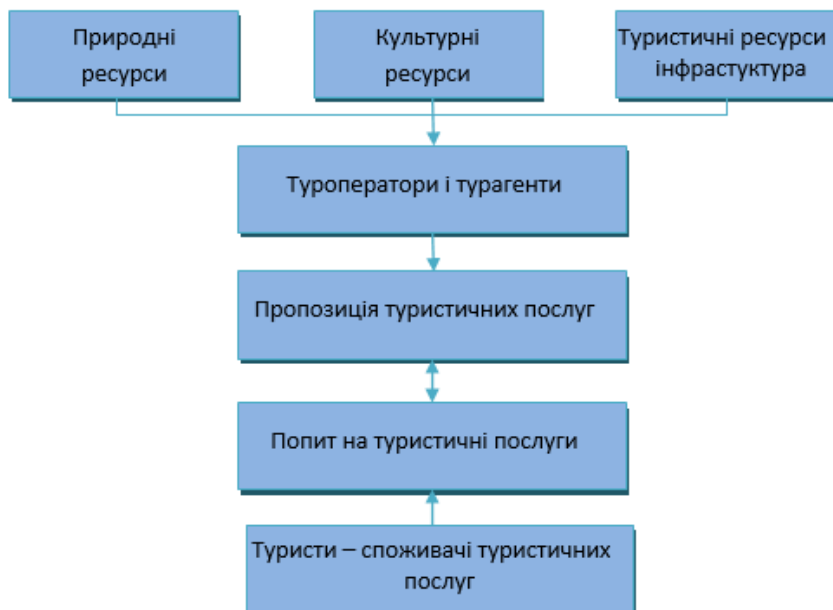 Природні
ресурси
Культурні
ресурси
Туристичні ресурси
інфрастуктура
Туроператори і турагенти
Пропозиція туристичних послуг
Попит на туристичні послуги
Туристи – споживачі туристичних
послуг